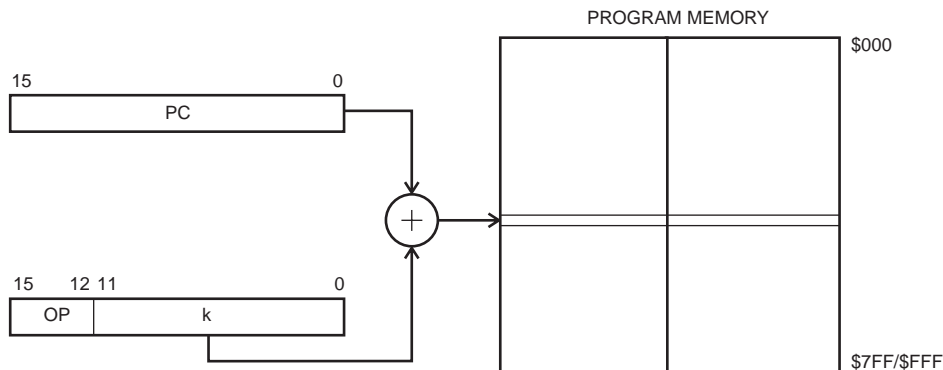 PROGRAM MEMORY
$000
15 0
PC
+
15 12 11 0
OP k
$7FF/$FFF